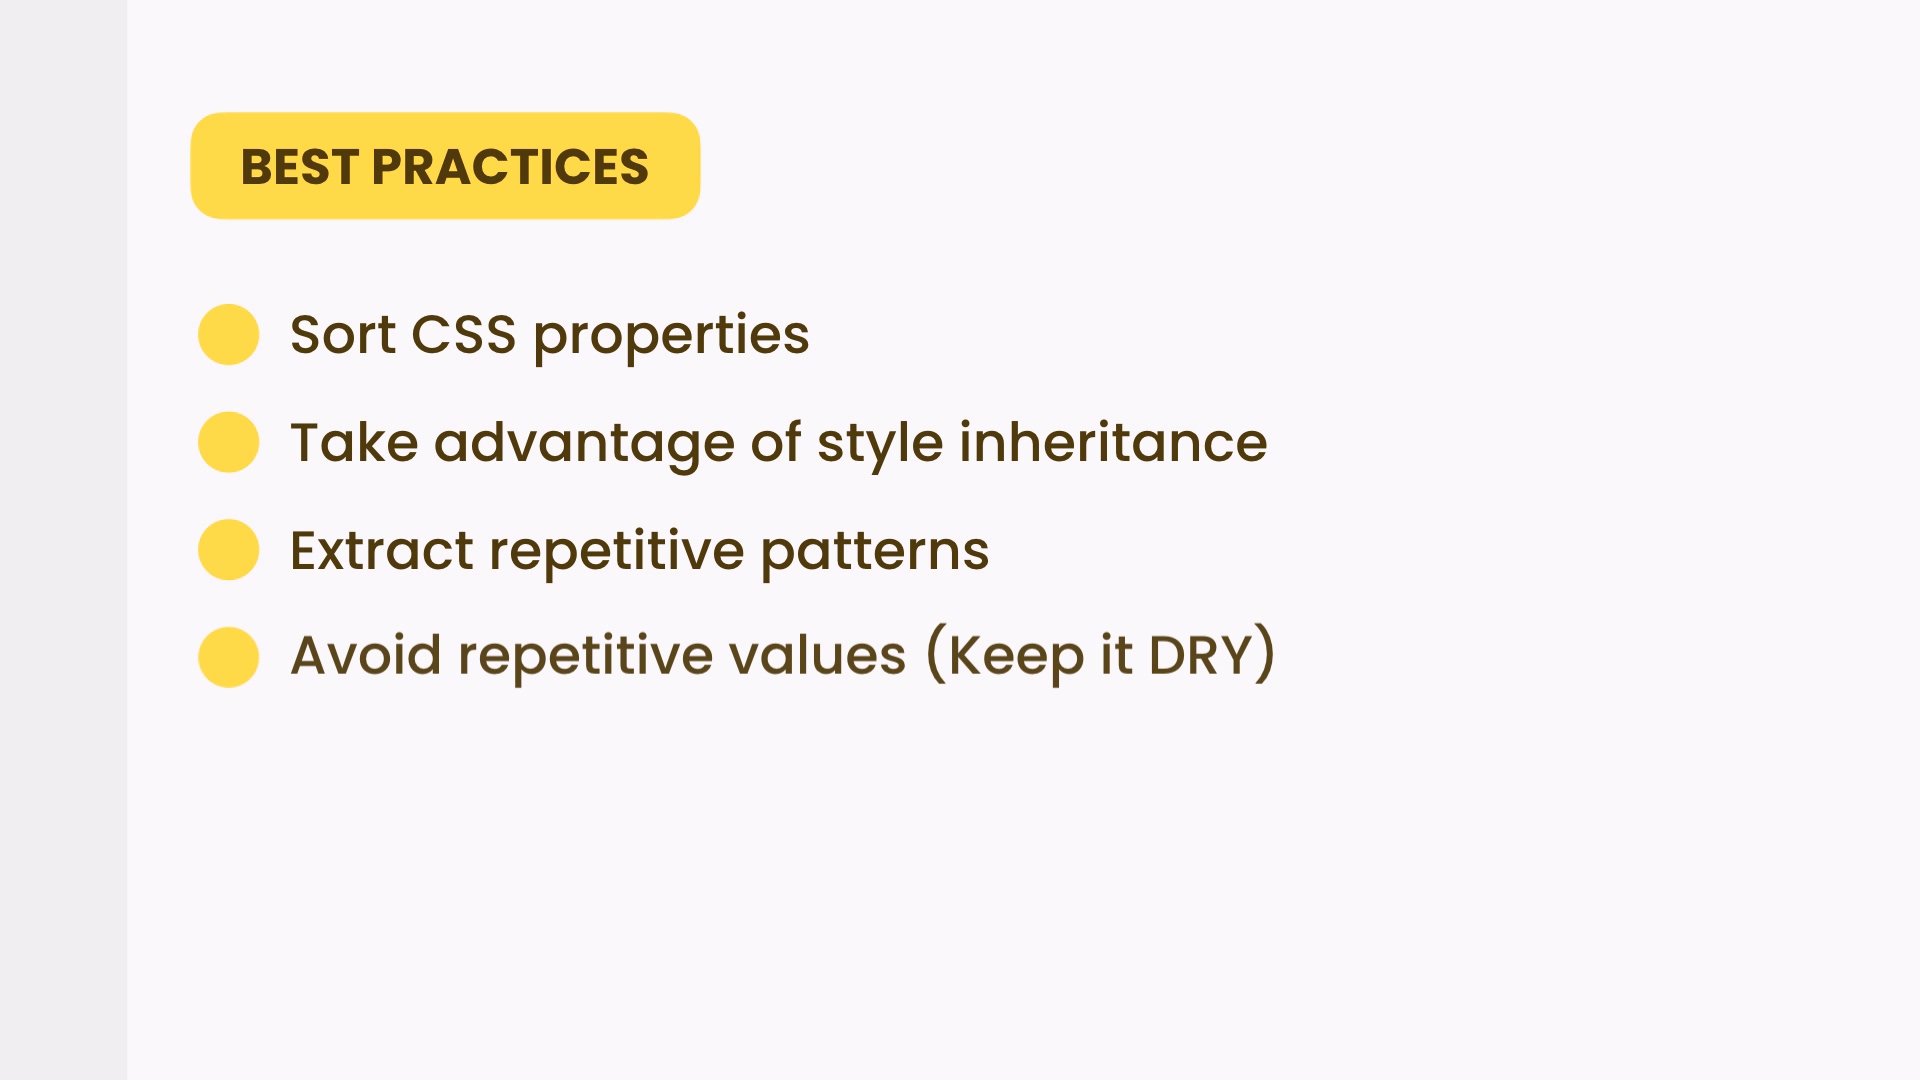 BEST PRACTICES
Sort CSS properties
Take advantage of style inheritance
Extract repetitive patterns
Avoid repetitive values (Keep it DRY)